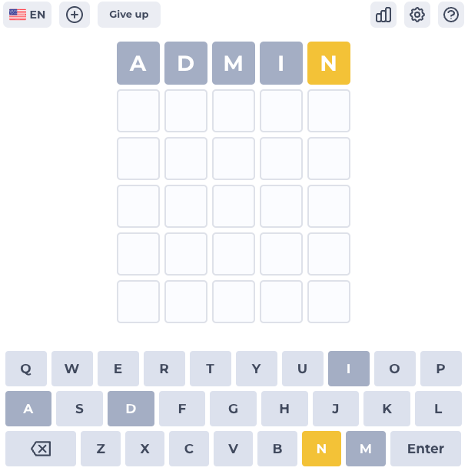 EN Give up
A D M I N
Q W E R T Y U I O P
A S D F G H J K L
Z X C V B N M Enter